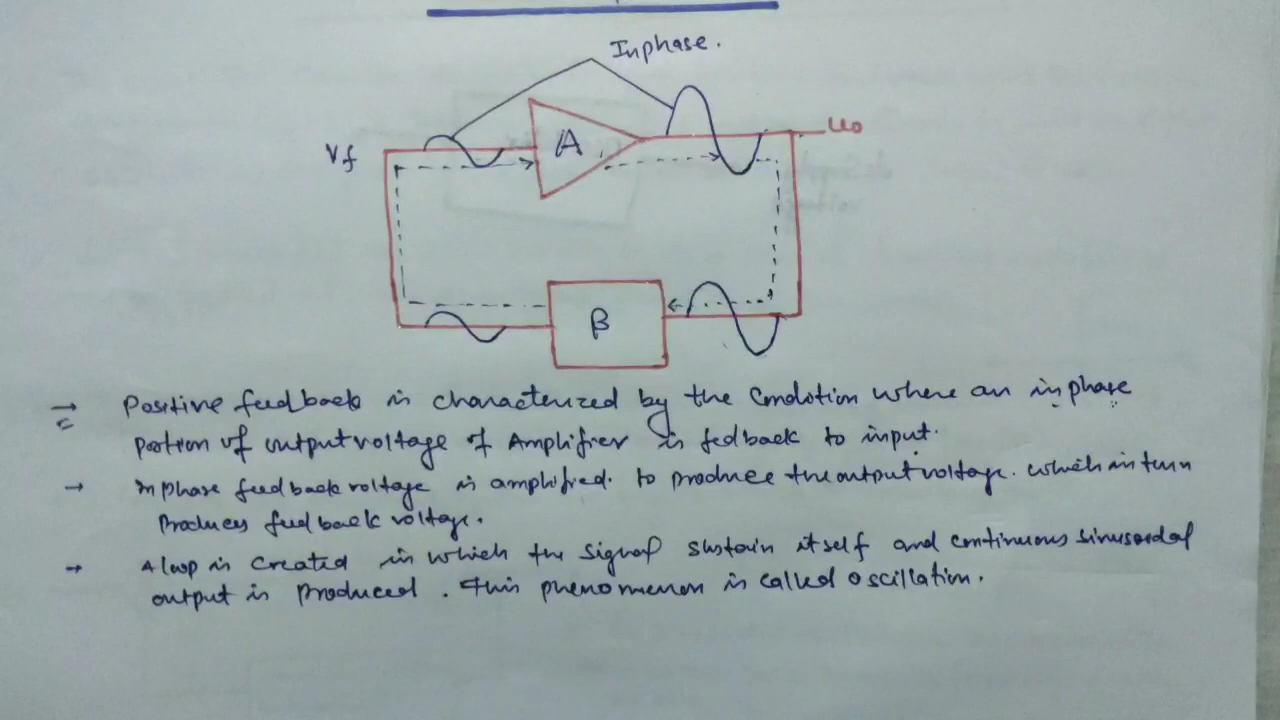 Inphase.
Vf
A
u₀
β
→ Positive feedback is characterized by the Condition where an inphase
portion of output voltage of Amplifier is fedback to input.
→ Inphase feedback voltage is amplified. to produce the output voltage. which in turn
Produces feedback voltage.
→ A loop is created in which the signal sustain itself and continuous sinusoidal
output is produced. This phenomenon is called oscillation.